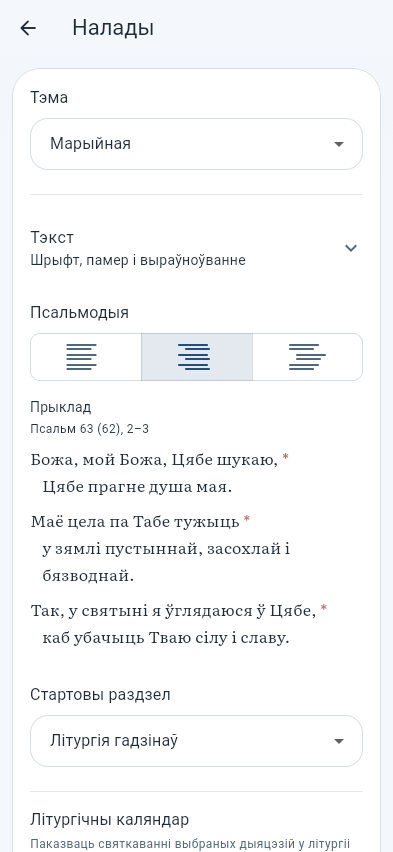 Налады
Тэма
Марыйная
Тэкст
Шрыфт, памер і выраўноўванне
Псальмодыя
Прыклад
Псальм 63 (62), 2–3
Божа, мой Божа, Цябе шукаю, *
Цябе прагне душа мая.
Маё цела па Табе тужыць *
у зямлі пустыннай, засохлай і
бязводнай.
Так, у святыні я ўглядаюся ў Цябе, *
каб убачыць Тваю сілу і славу.
Стартовы раздзел
Літургія гадзінаў
Літургічны каляндар
Паказваць святкаванні выбраных дыяцэзій у літургіі